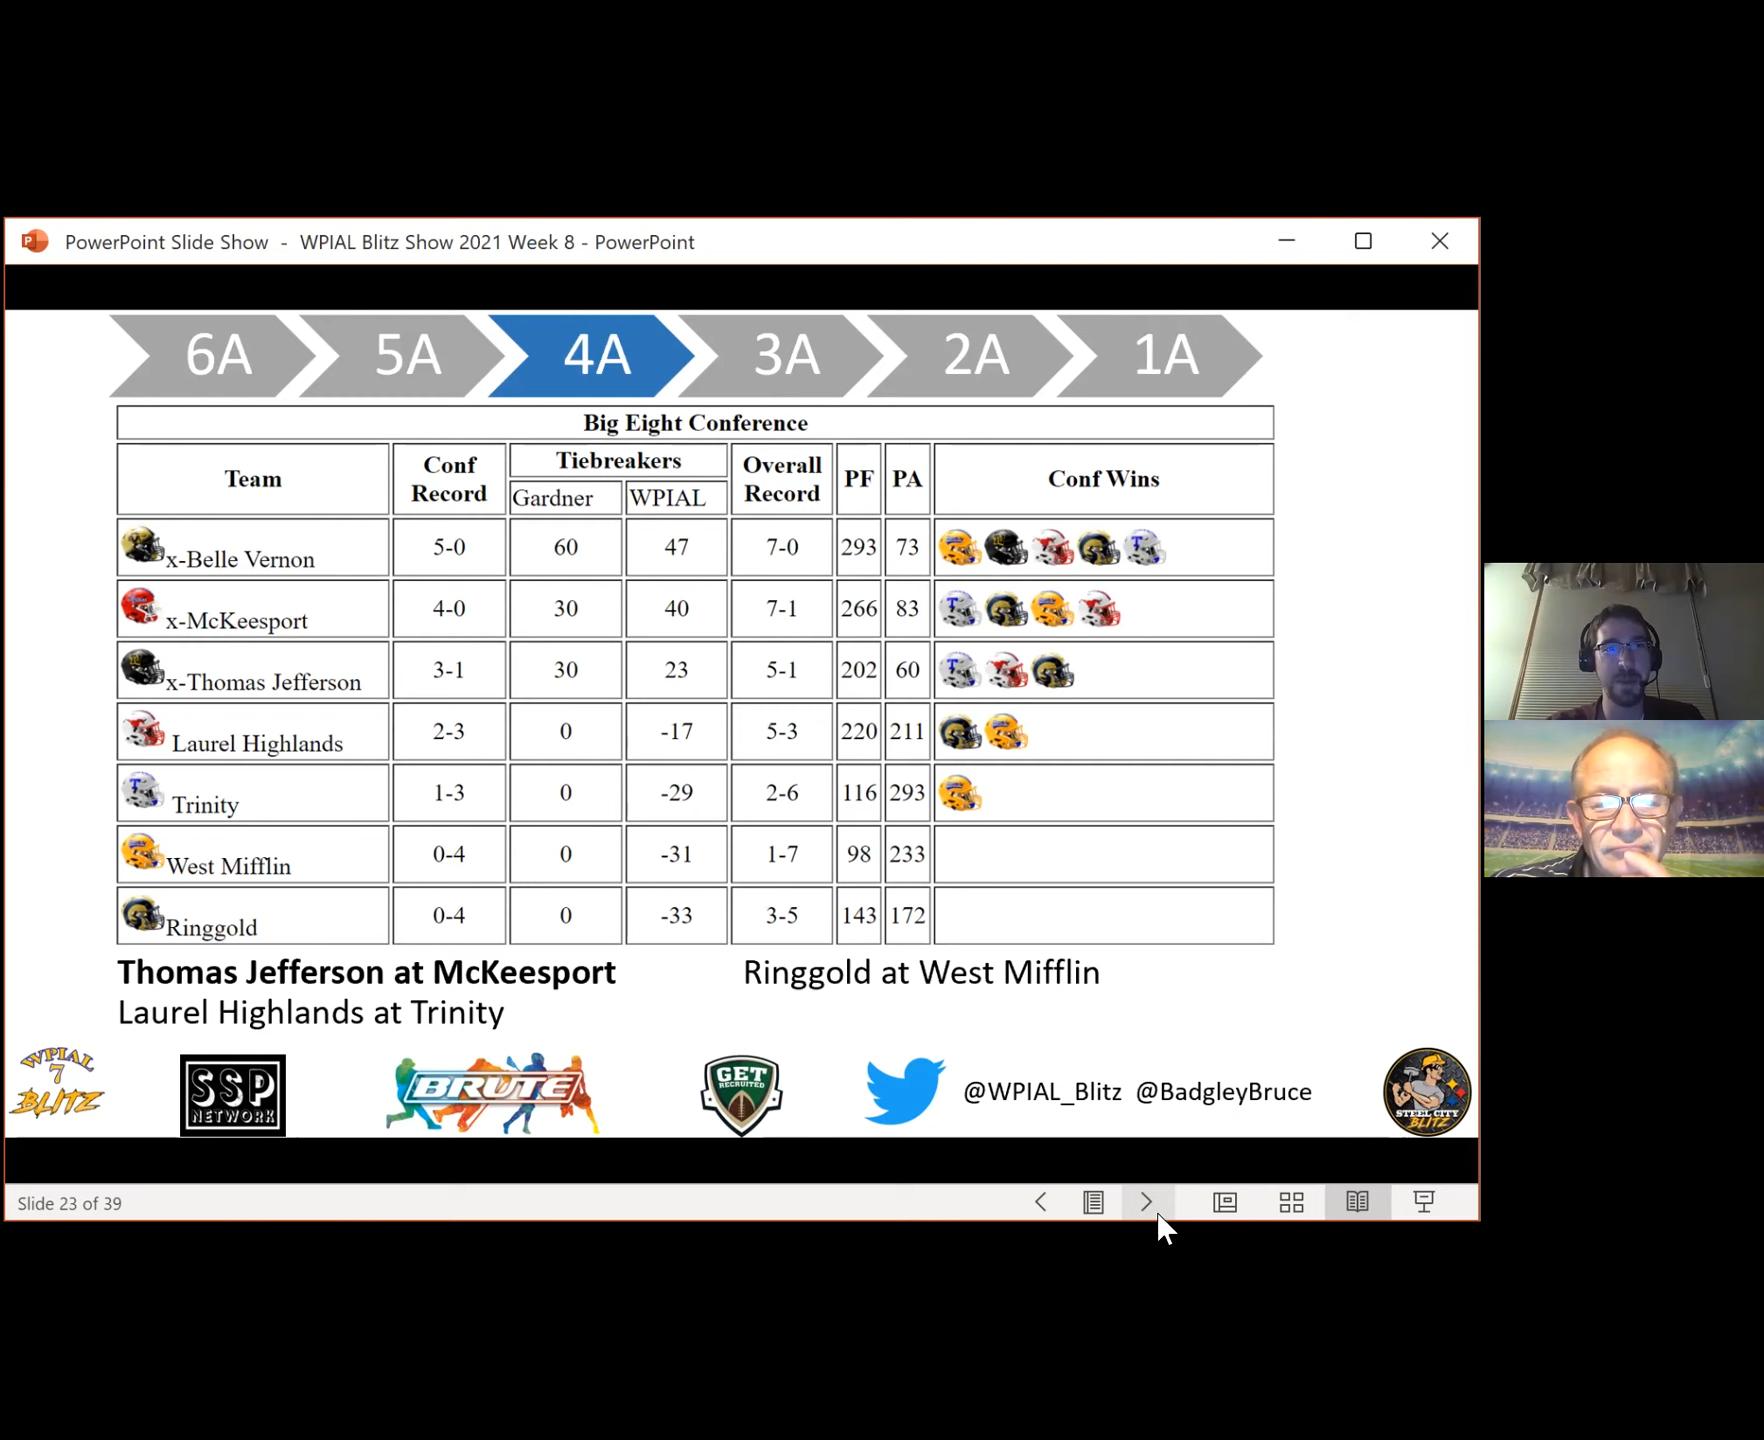 PowerPoint Slide Show - WPIAL Blitz Show 2021 Week 8 - PowerPoint
6A 5A 4A 3A 2A 1A
Big Eight Conference
Team Conf Record Tiebreakers Overall Record PF PA Conf Wins
Gardner WPIAL
x-Belle Vernon 5-0 60 47 7-0 293 73
x-McKeesport 4-0 30 40 7-1 266 83
x-Thomas Jefferson 3-1 30 23 5-1 202 60
Laurel Highlands 2-3 0 -17 5-3 220 211
Trinity 1-3 0 -29 2-6 116 293
West Mifflin 0-4 0 -31 1-7 98 233
Ringgold 0-4 0 -33 3-5 143 172
Thomas Jefferson at McKeesport Ringgold at West Mifflin
Laurel Highlands at Trinity
WPIAL
7
BLITZ
SSP
NETWORK
BRUTE
GET
RECRUITED
@WPIAL_Blitz @BadgleyBruce
STEEL CITY
BLITZ
Slide 23 of 39